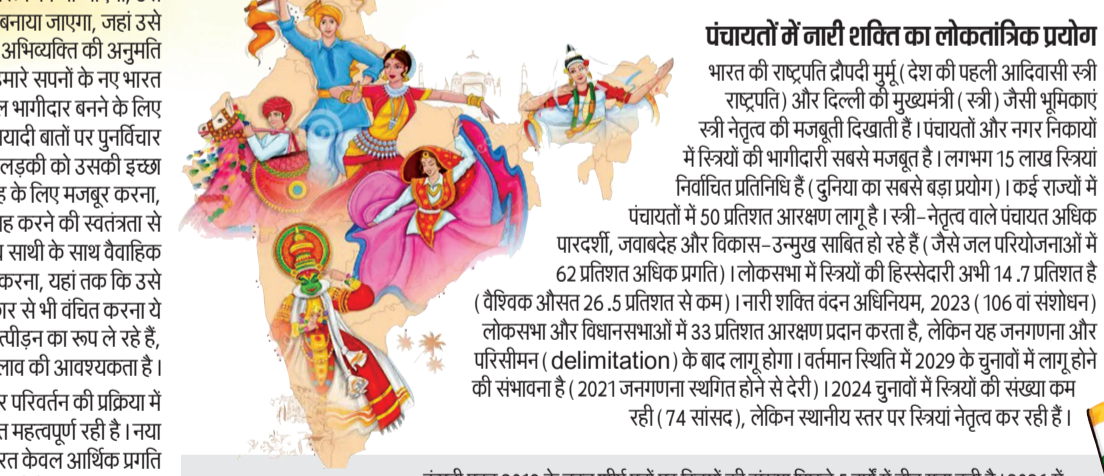 बनाया जाएगा, जहां उसे
अभिव्यक्ति की अनुमति
सपनों के नए भारत
भागीदार बनने के लिए
बातों पर पुनर्विचार
लड़की को उसकी इच्छा
के लिए मजबूर करना,
करने की स्वतंत्रता से
साथी के साथ वैवाहिक
करना, यहां तक कि उसे
से भी वंचित करना ये
का रूप ले रहे हैं,
की आवश्यकता है।
परिवर्तन की प्रक्रिया में
महत्वपूर्ण रही है। नया
केवल आर्थिक प्रगति
पंचायतों में नारी शक्ति का लोकतांत्रिक प्रयोग
भारत की राष्ट्रपति द्रौपदी मुर्मू (देश की पहली आदिवासी स्त्री
राष्ट्रपति) और दिल्ली की मुख्यमंत्री (स्त्री) जैसी भूमिकाएं
स्त्री नेतृत्व की मजबूती दिखाती हैं। पंचायतों और नगर निकायों
में स्त्रियों की भागीदारी सबसे मजबूत है। लगभग 15 लाख स्त्रियां
निर्वाचित प्रतिनिधि हैं (दुनिया का सबसे बड़ा प्रयोग)। कई राज्यों में
पंचायतों में 50 प्रतिशत आरक्षण लागू है। स्त्री-नेतृत्व वाले पंचायत अधिक
पारदर्शी, जवाबदेह और विकास-उन्मुख साबित हो रहे हैं (जैसे जल परियोजनाओं में
62 प्रतिशत अधिक प्रगति)। लोकसभा में स्त्रियों की हिस्सेदारी अभी 14.7 प्रतिशत है
(वैश्विक औसत 26.5 प्रतिशत से कम)। नारी शक्ति वंदन अधिनियम, 2023 (106 वां संशोधन)
लोकसभा और विधानसभाओं में 33 प्रतिशत आरक्षण प्रदान करता है, लेकिन यह जनगणना और
परिसीमन (delimitation) के बाद लागू होगा। वर्तमान स्थिति में 2029 के चुनावों में लागू होने
की संभावना है (2021 जनगणना स्थगित होने से देरी)। 2024 चुनावों में स्त्रियों की संख्या कम
रही (74 सांसद), लेकिन स्थानीय स्तर पर स्त्रियां नेतृत्व कर रही हैं।